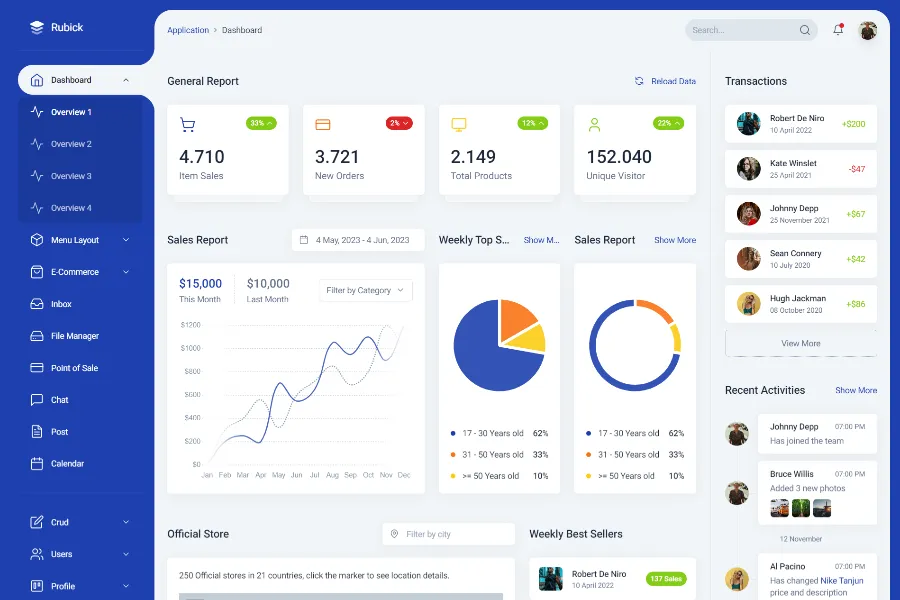 Rubick
Application > Dashboard
Search...
Dashboard
Overview 1
Overview 2
Overview 3
Overview 4
Menu Layout
E-Commerce
Inbox
File Manager
Point of Sale
Chat
Post
Calendar
Crud
Users
Profile
General Report
Reload Data
33%
4.710
Item Sales
2%
3.721
New Orders
12%
2.149
Total Products
22%
152.040
Unique Visitor
Sales Report
4 May, 2023 - 4 Jun, 2023
$15,000
This Month
$10,000
Last Month
Filter by Category
$1200
$1000
$800
$600
$400
$200
$0
Jan Feb Mar Apr May Jun Jul Aug Sep Oct Nov Dec
Weekly Top S...
Show M...
17 - 30 Years old 62%
31 - 50 Years old 33%
>= 50 Years old 10%
Sales Report
Show More
17 - 30 Years old 62%
31 - 50 Years old 33%
>= 50 Years old 10%
Official Store
Filter by city
250 Official stores in 21 countries, click the marker to see location details.
Weekly Best Sellers
Robert De Niro
10 April 2022
137 Sales
Transactions
Robert De Niro
10 April 2022
+$200
Kate Winslet
25 April 2021
-$47
Johnny Depp
25 November 2021
+$67
Sean Connery
10 July 2020
+$42
Hugh Jackman
08 October 2020
+$86
View More
Recent Activities
Show More
Johnny Depp 07:00 PM
Has joined the team
Bruce Willis 07:00 PM
Added 3 new photos
12 November
Al Pacino 07:00 PM
Has changed Nike Tanjun
price and description